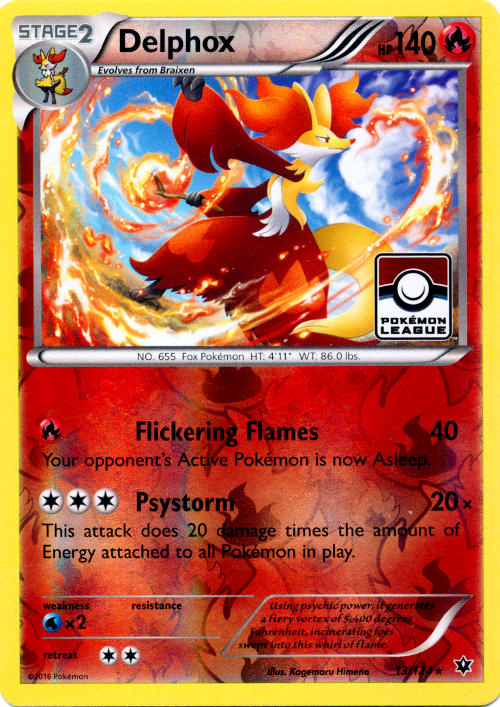 STAGE2
Delphox
HP140
Evolves from Braixen
POKÉMON
LEAGUE
NO. 655 Fox Pokémon HT: 4'11" WT: 86.0 lbs.
Flickering Flames 40
Your opponent's Active Pokémon is now Asleep.
Psystorm 20×
This attack does 20 damage times the amount of
Energy attached to all Pokémon in play.
weakness resistance
×2
retreat
Using psychic power, it generates
a fiery vortex of 5,400 degrees
Fahrenheit, incinerating foes
swept into this whirl of flame.
©2016 Pokémon
Illus. Kagemaru Himeno
13/124★